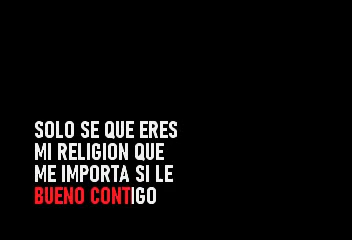 SOLO SE QUE ERES
MI RELIGION QUE
ME IMPORTA SI LE
BUENO CONTIGO